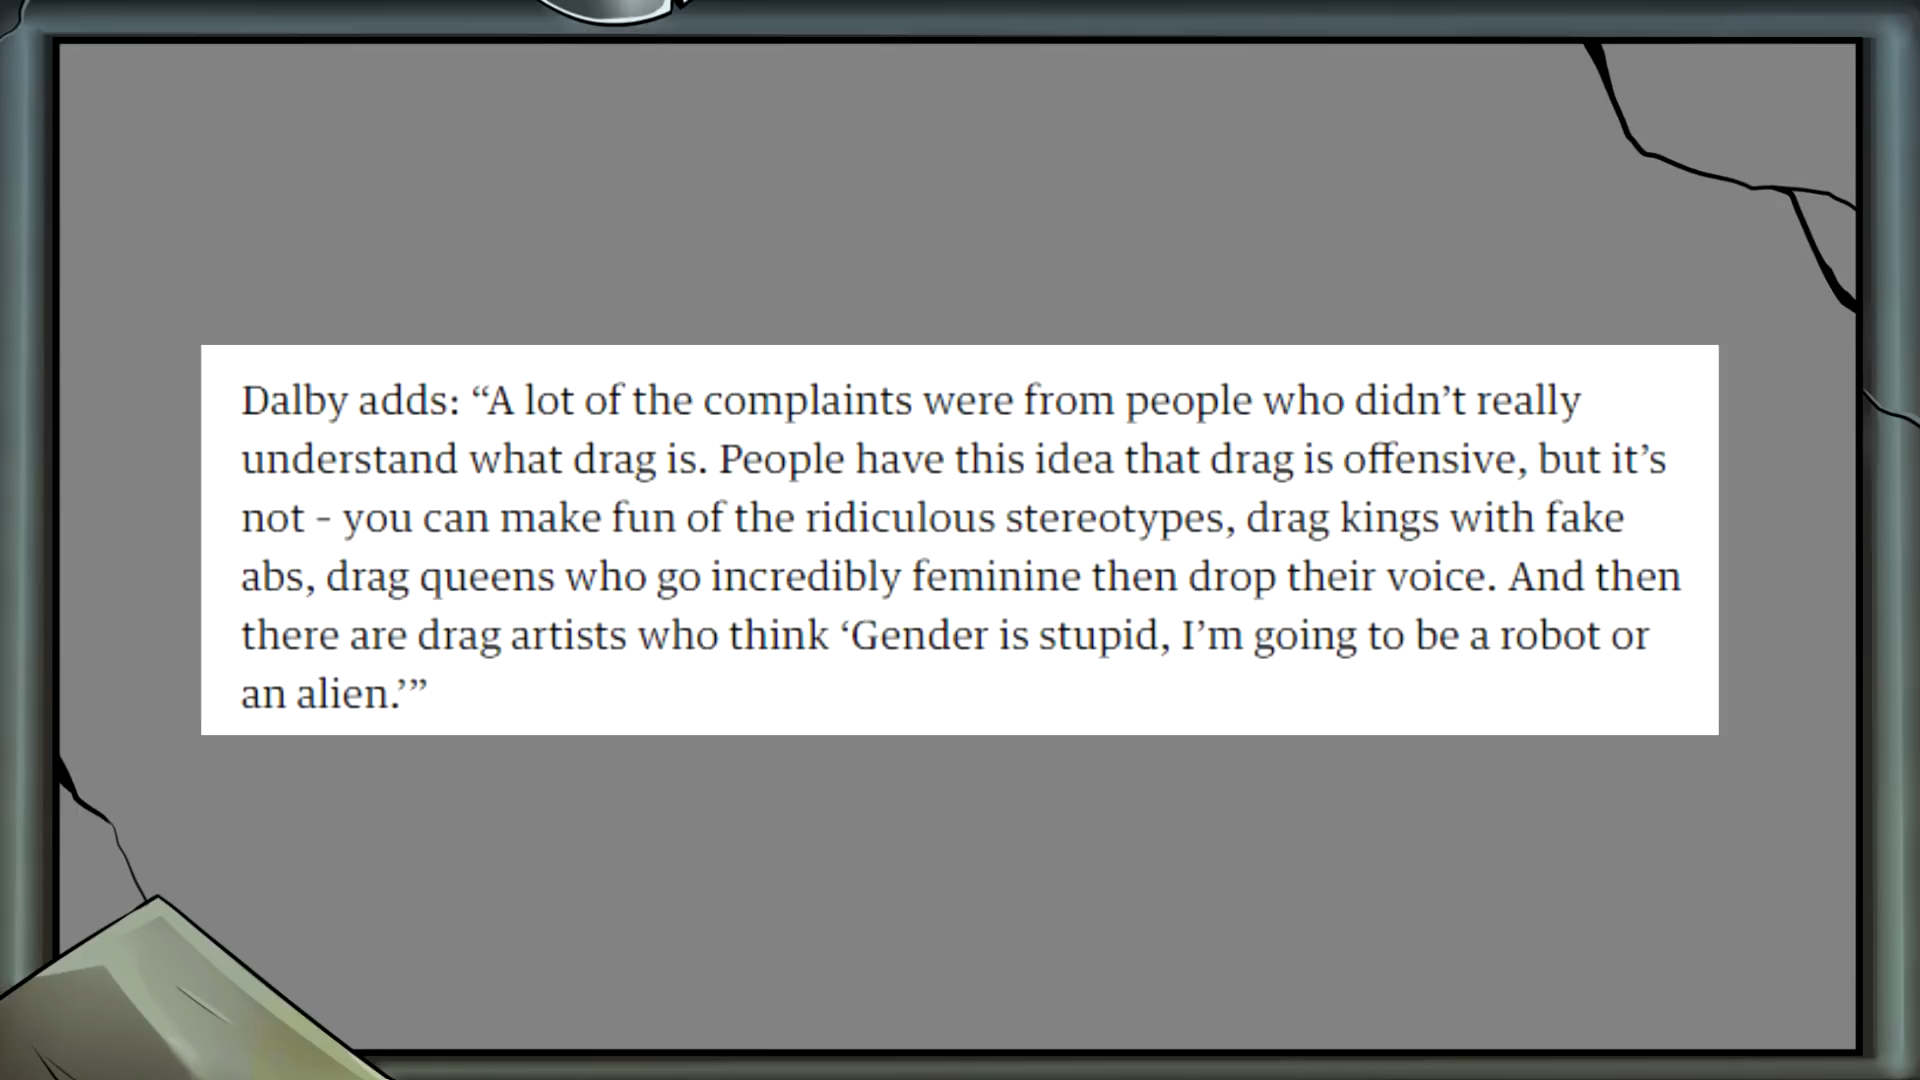 Dalby adds: “A lot of the complaints were from people who didn’t really
understand what drag is. People have this idea that drag is offensive, but it’s
not - you can make fun of the ridiculous stereotypes, drag kings with fake
abs, drag queens who go incredibly feminine then drop their voice. And then
there are drag artists who think ‘Gender is stupid, I’m going to be a robot or
an alien.’”